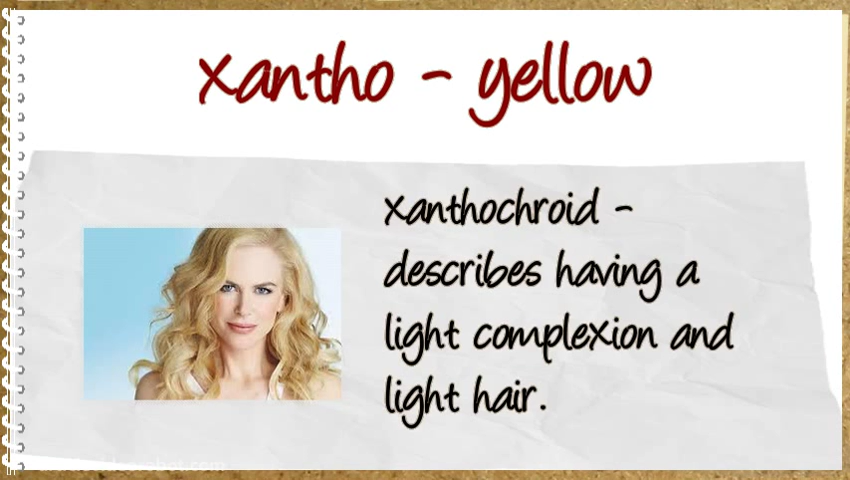 Xantho - yellow
Xanthochroid -
describes having a
light complexion and
light hair.